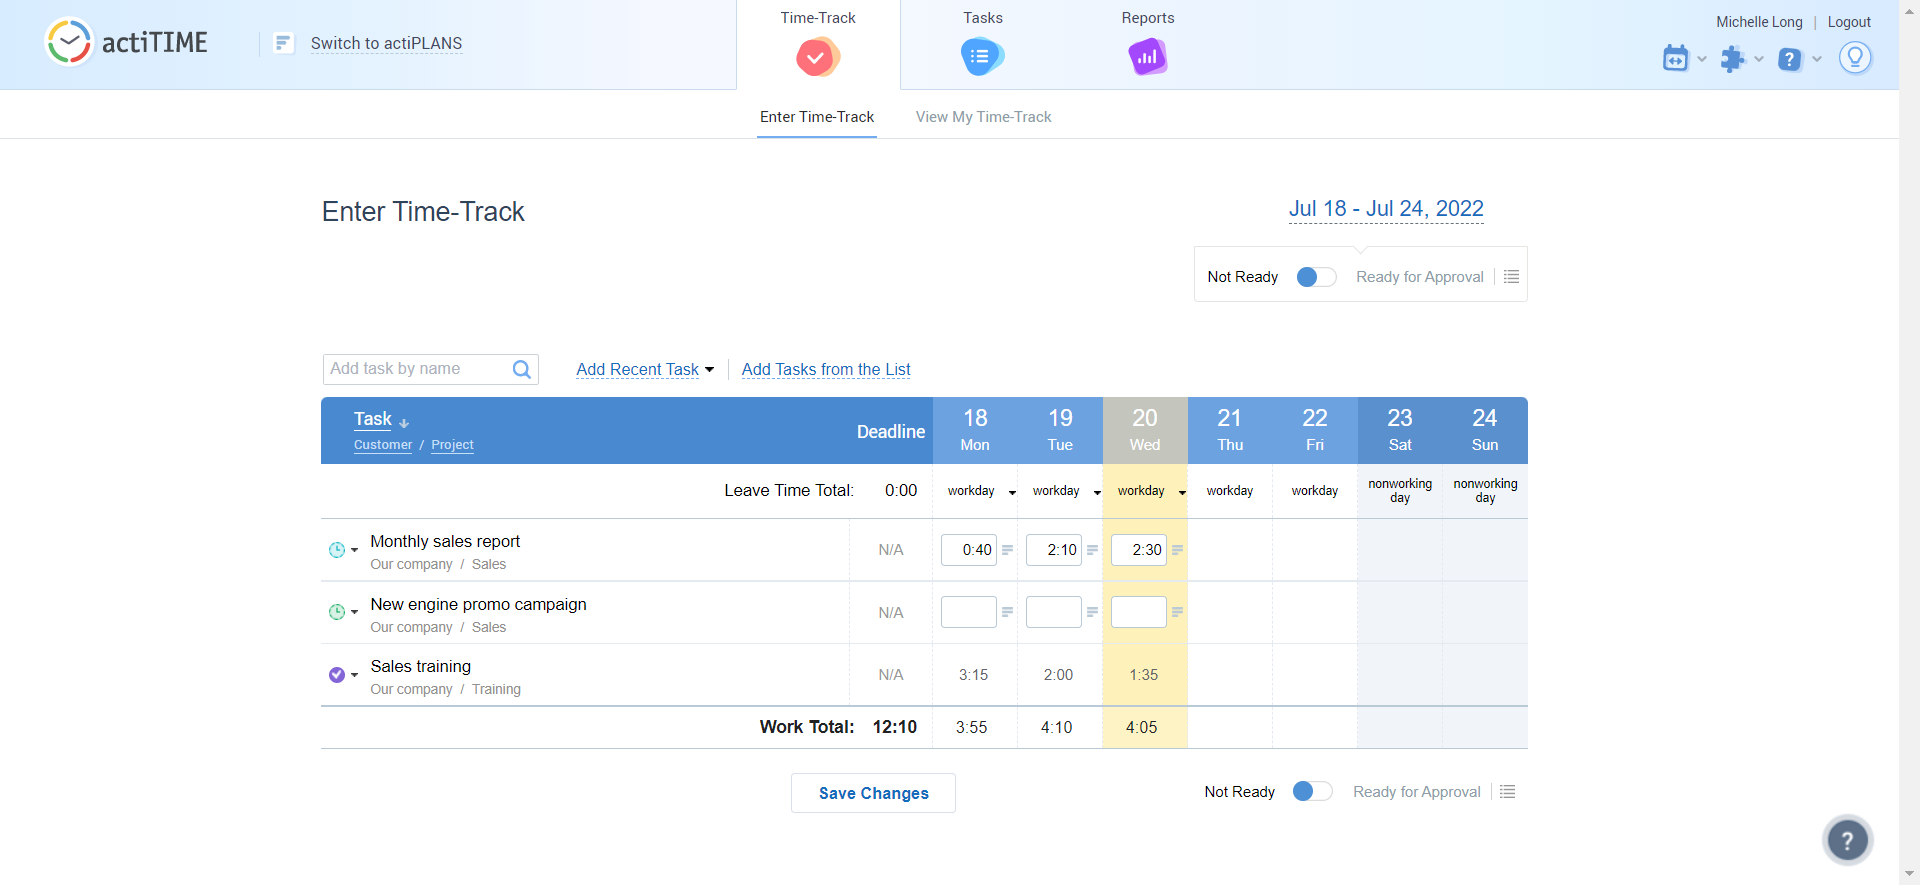 actiTIME
Switch to actiPLANS
Time-Track
Tasks
Reports
Michelle Long | Logout
Enter Time-Track
View My Time-Track
Enter Time-Track
Jul 18 - Jul 24, 2022
Not Ready
Ready for Approval
Add task by name
Add Recent Task
Add Tasks from the List
Task
Customer / Project
Deadline
18 Mon
19 Tue
20 Wed
21 Thu
22 Fri
23 Sat
24 Sun
Leave Time Total: 0:00 workday workday workday workday workday nonworking day nonworking day
Monthly sales report
Our company / Sales
N/A 0:40 2:10 2:30
New engine promo campaign
Our company / Sales
N/A
Sales training
Our company / Training
N/A 3:15 2:00 1:35
Work Total: 12:10 3:55 4:10 4:05
Save Changes
Not Ready
Ready for Approval
?